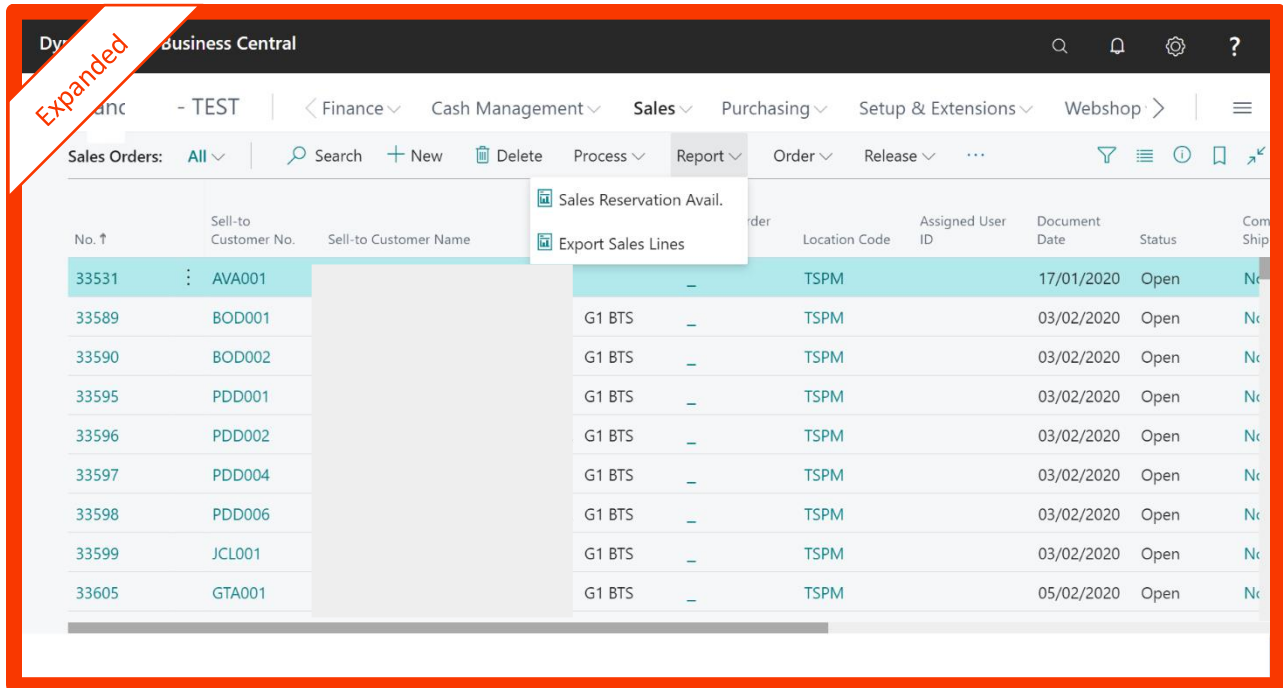 Expanded
Business Central
- TEST Finance Cash Management Sales Purchasing Setup & Extensions Webshop
Sales Orders: All Search + New Delete Process Report Order Release ...
Sales Reservation Avail.
Export Sales Lines
No. ↑ Sell-to Customer No. Sell-to Customer Name Location Code Assigned User ID Document Date Status
33531 AVA001 _ TSPM 17/01/2020 Open
33589 BOD001 G1 BTS _ TSPM 03/02/2020 Open
33590 BOD002 G1 BTS _ TSPM 03/02/2020 Open
33595 PDD001 G1 BTS _ TSPM 03/02/2020 Open
33596 PDD002 G1 BTS _ TSPM 03/02/2020 Open
33597 PDD004 G1 BTS _ TSPM 03/02/2020 Open
33598 PDD006 G1 BTS _ TSPM 03/02/2020 Open
33599 JCL001 G1 BTS _ TSPM 03/02/2020 Open
33605 GTA001 G1 BTS _ TSPM 05/02/2020 Open